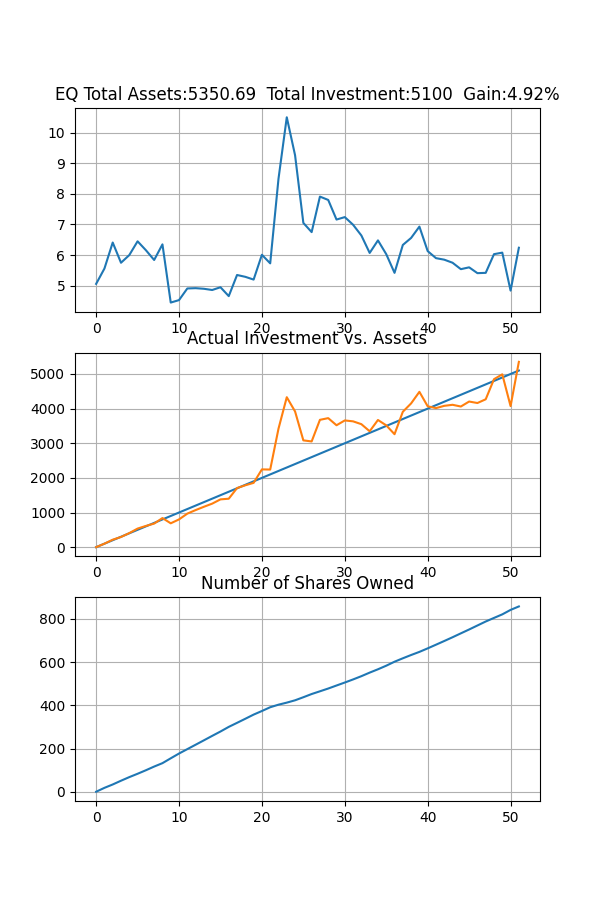 EQ Total Assets:5350.69  Total Investment:5100  Gain:4.92%
10
9
8
7
6
5
0 10 20 30 40 50
Actual Investment vs. Assets
5000
4000
3000
2000
1000
0
0 10 20 30 40 50
Number of Shares Owned
800
600
400
200
0
0 10 20 30 40 50